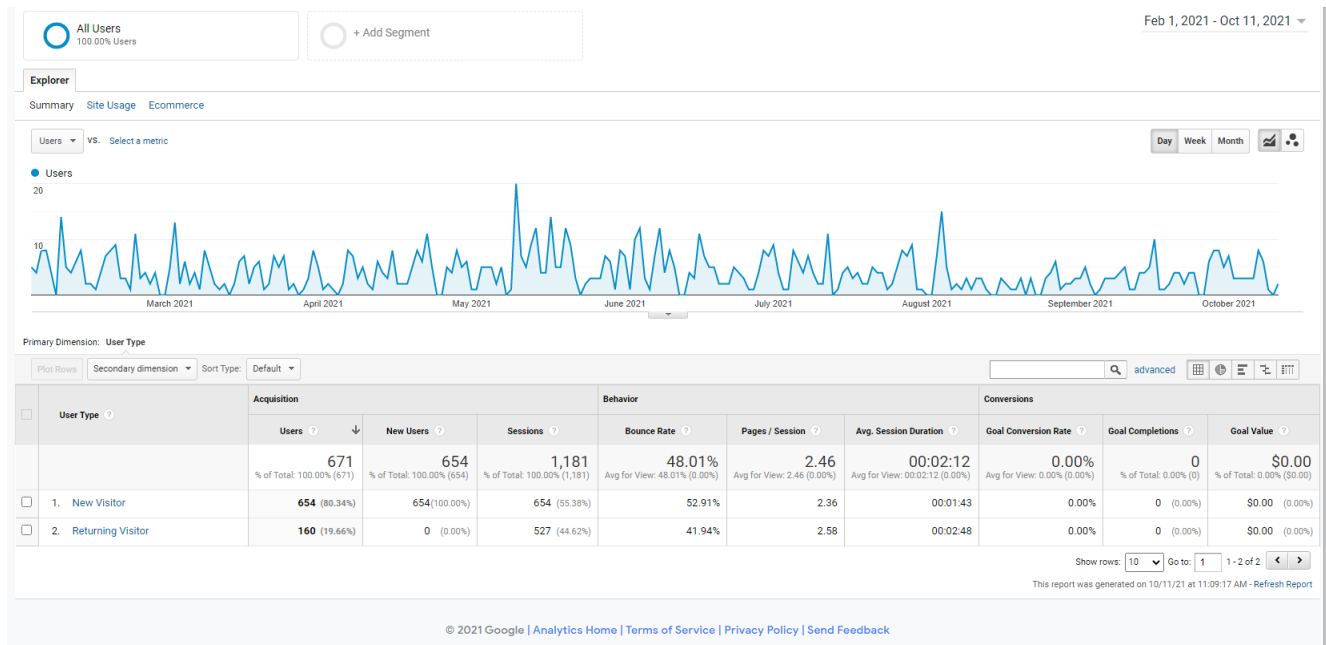 All Users
100.00% Users
+ Add Segment
Feb 1, 2021 - Oct 11, 2021
Explorer
Summary Site Usage Ecommerce
Users VS. Select a metric
Day Week Month
Users
20
10
March 2021 April 2021 May 2021 June 2021 July 2021 August 2021 September 2021 October 2021
Primary Dimension: User Type
Plot Rows Secondary dimension Sort Type: Default advanced
User Type ? Acquisition Behavior Conversions
Users ? New Users ? Sessions ? Bounce Rate ? Pages / Session ? Avg. Session Duration ? Goal Conversion Rate ? Goal Completions ? Goal Value ?
671 654 1,181 48.01% 2.46 00:02:12 0.00% 0 $0.00
% of Total: 100.00% (671) % of Total: 100.00% (654) % of Total: 100.00% (1,181) Avg for View: 48.01% (0.00%) Avg for View: 2.46 (0.00%) Avg for View: 00:02:12 (0.00%) Avg for View: 0.00% (0.00%) % of Total: 0.00% (0) % of Total: 0.00% ($0.00)
1. New Visitor 654 (80.34%) 654(100.00%) 654 (55.38%) 52.91% 2.36 00:01:43 0.00% 0 (0.00%) $0.00 (0.00%)
2. Returning Visitor 160 (19.66%) 0 (0.00%) 527 (44.62%) 41.94% 2.58 00:02:48 0.00% 0 (0.00%) $0.00 (0.00%)
Show rows: 10 Go to: 1 1 - 2 of 2
This report was generated on 10/11/21 at 11:09:17 AM - Refresh Report
© 2021 Google | Analytics Home | Terms of Service | Privacy Policy | Send Feedback